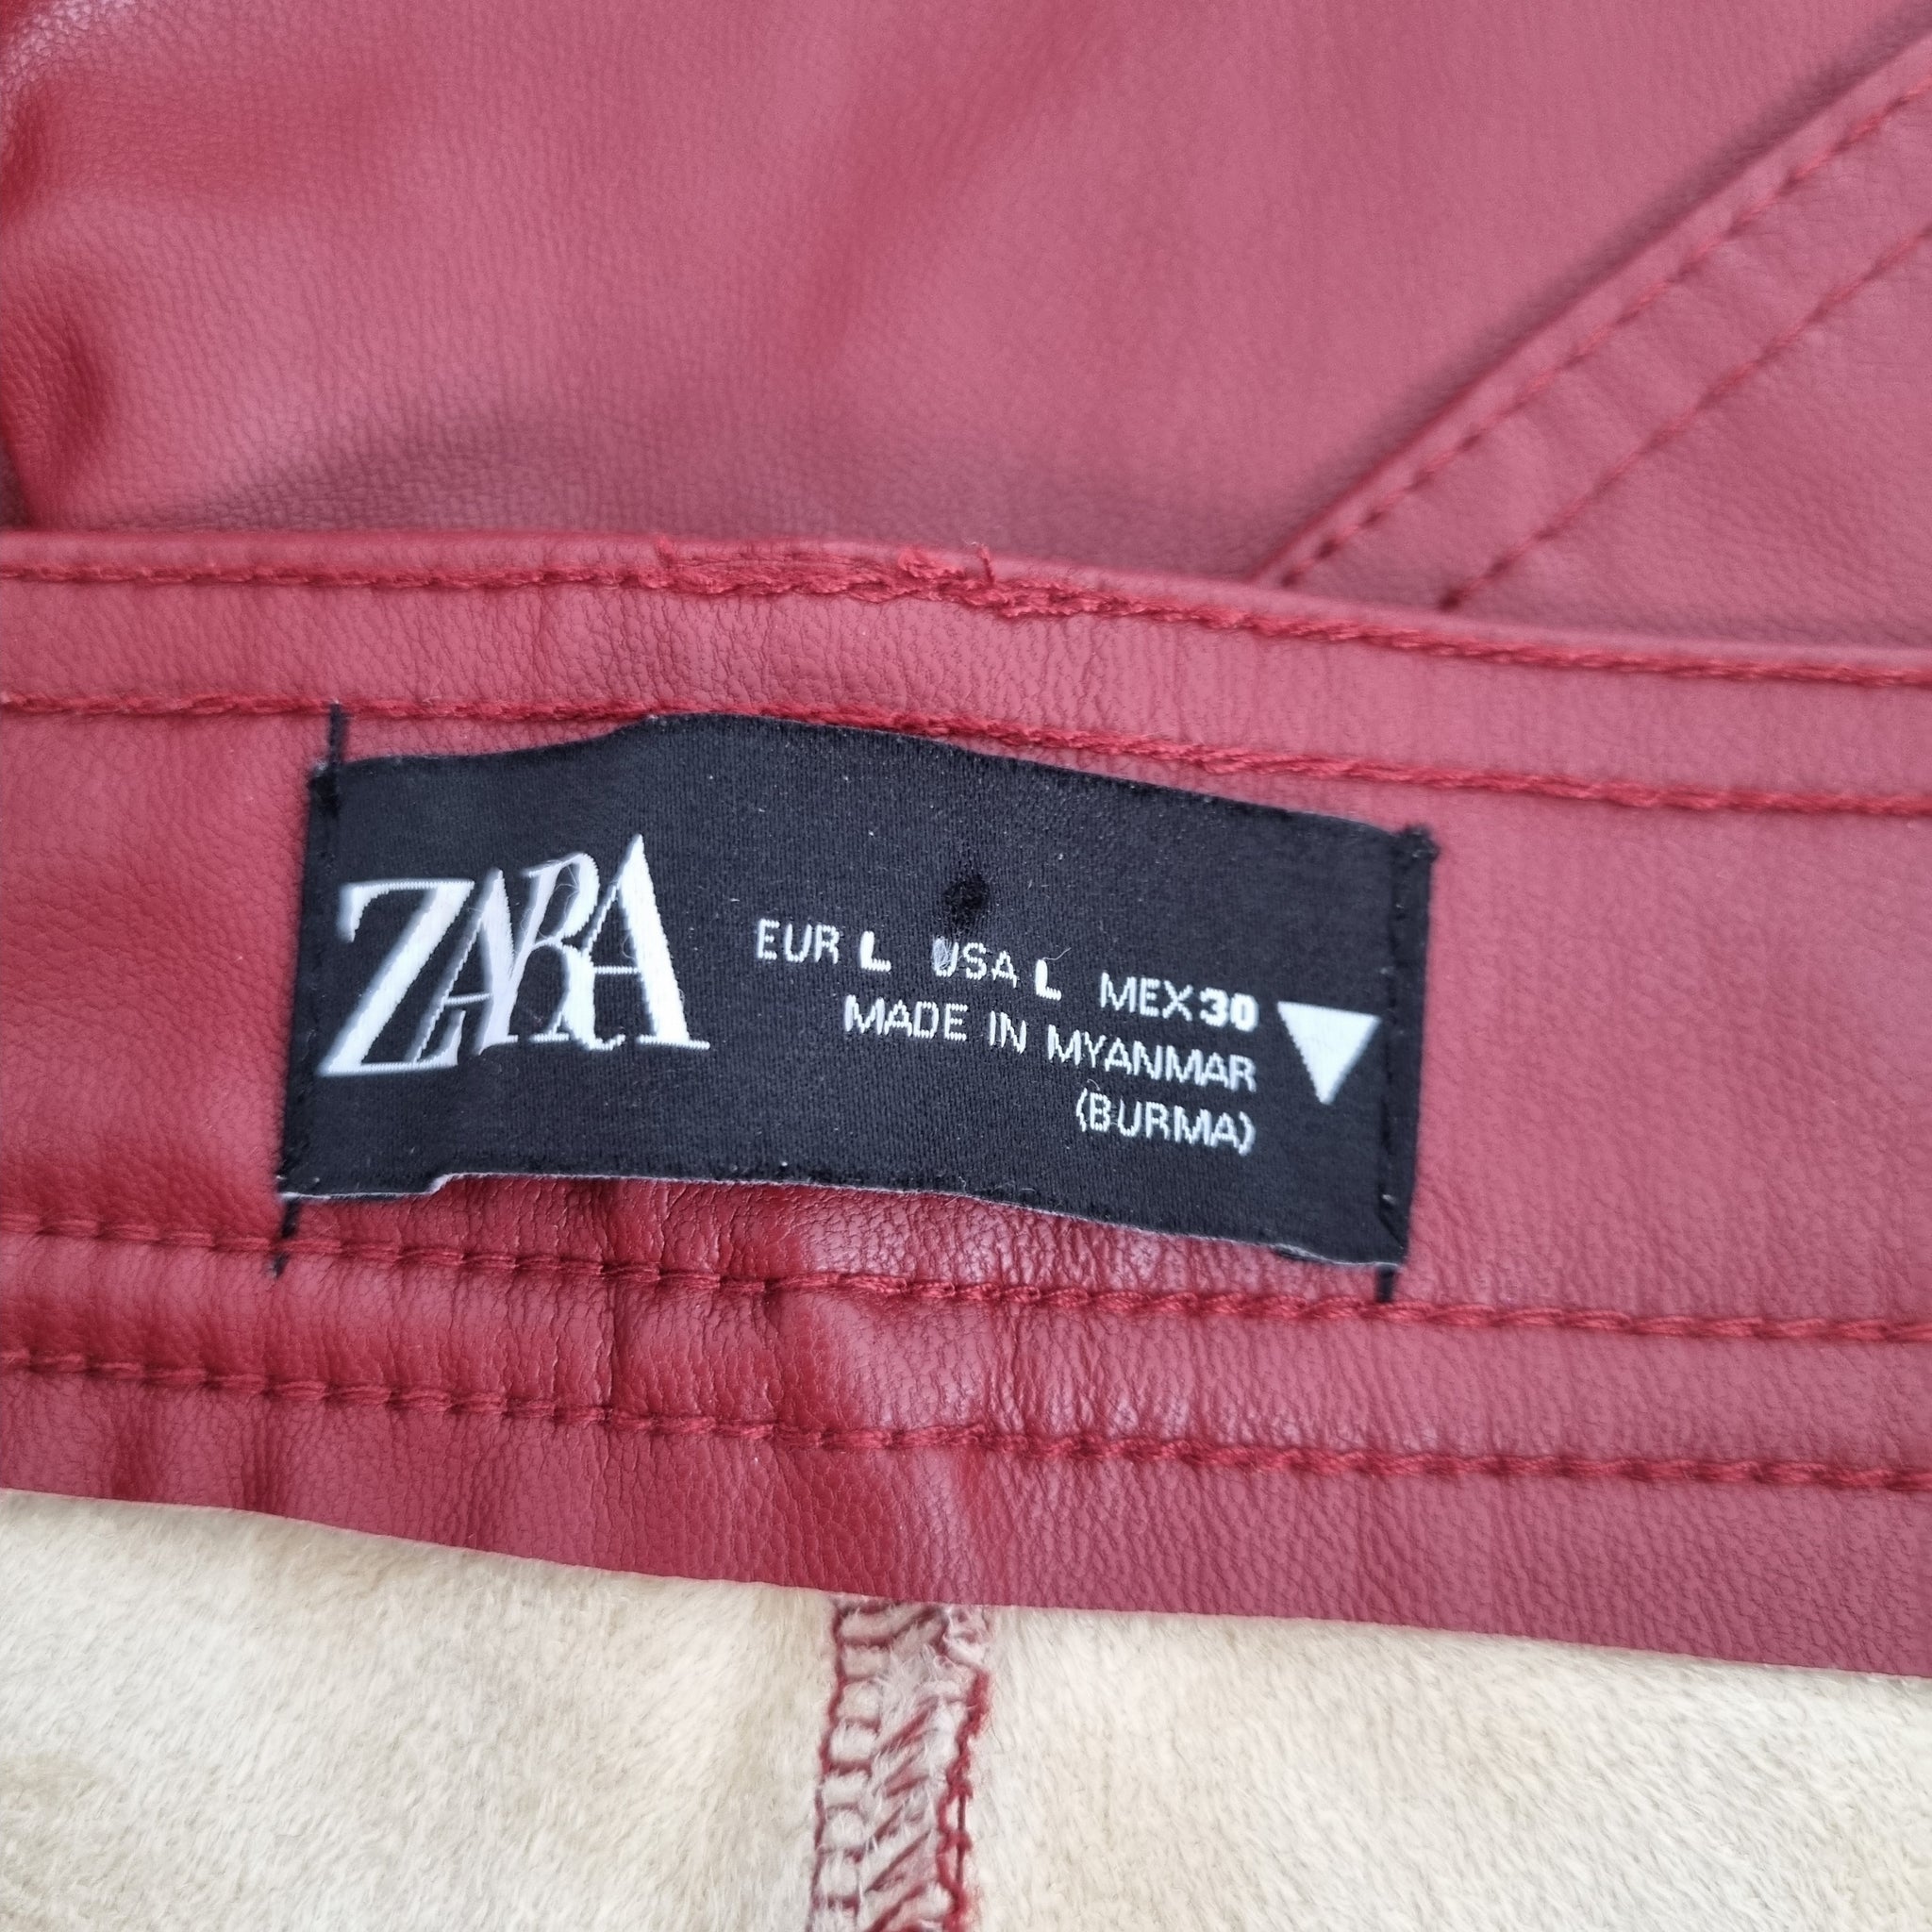 ZARA
EUR L USA L MEX 30
MADE IN MYANMAR
(BURMA)